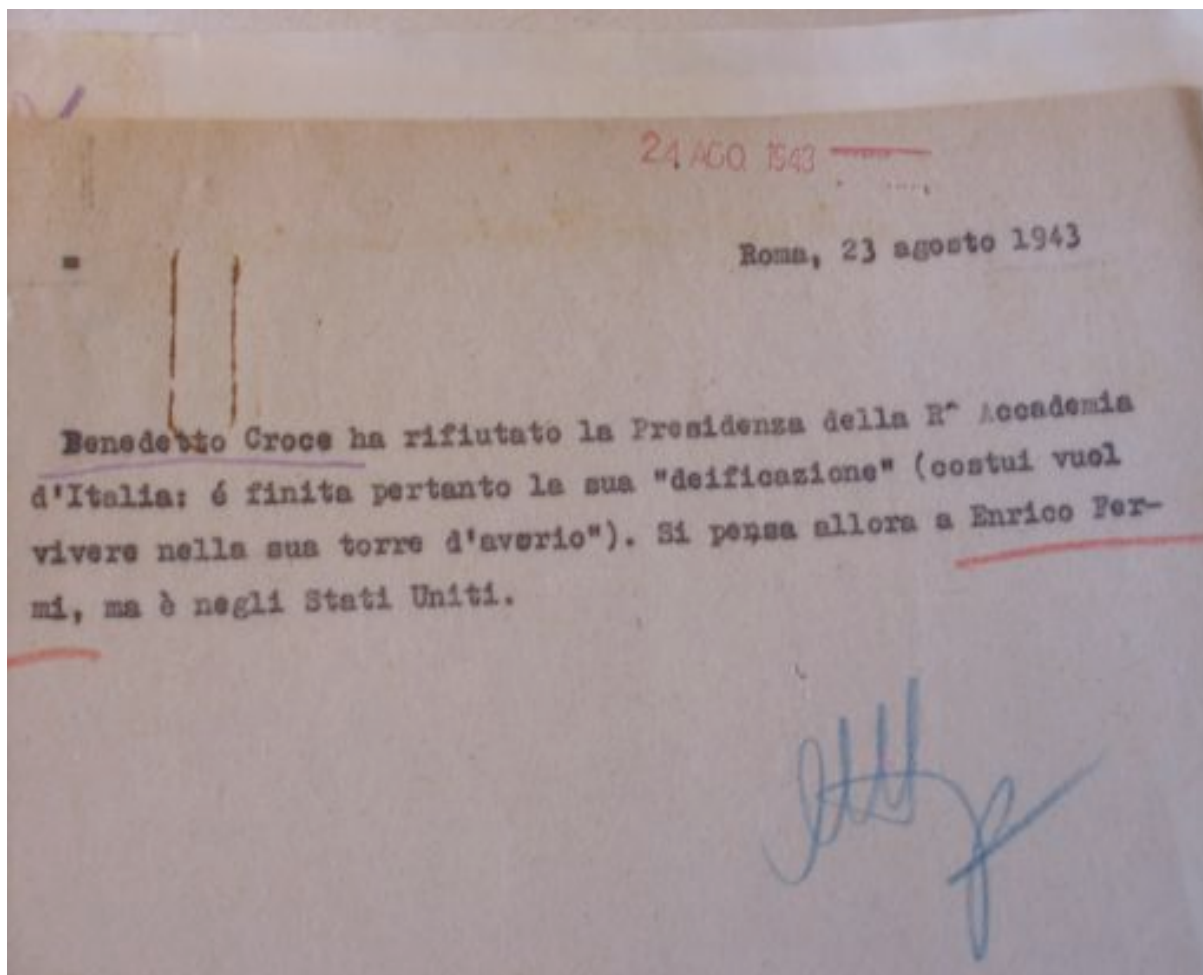 24 AGO 1943
Roma, 23 agosto 1943
Benedetto Croce ha rifiutato la Presidenza della R^ Accademia
d'Italia: é finita pertanto la sua "deificazione" (costui vuol
vivere nella sua torre d'averio"). Si pensa allora a Enrico Fer-
mi, ma è negli Stati Uniti.